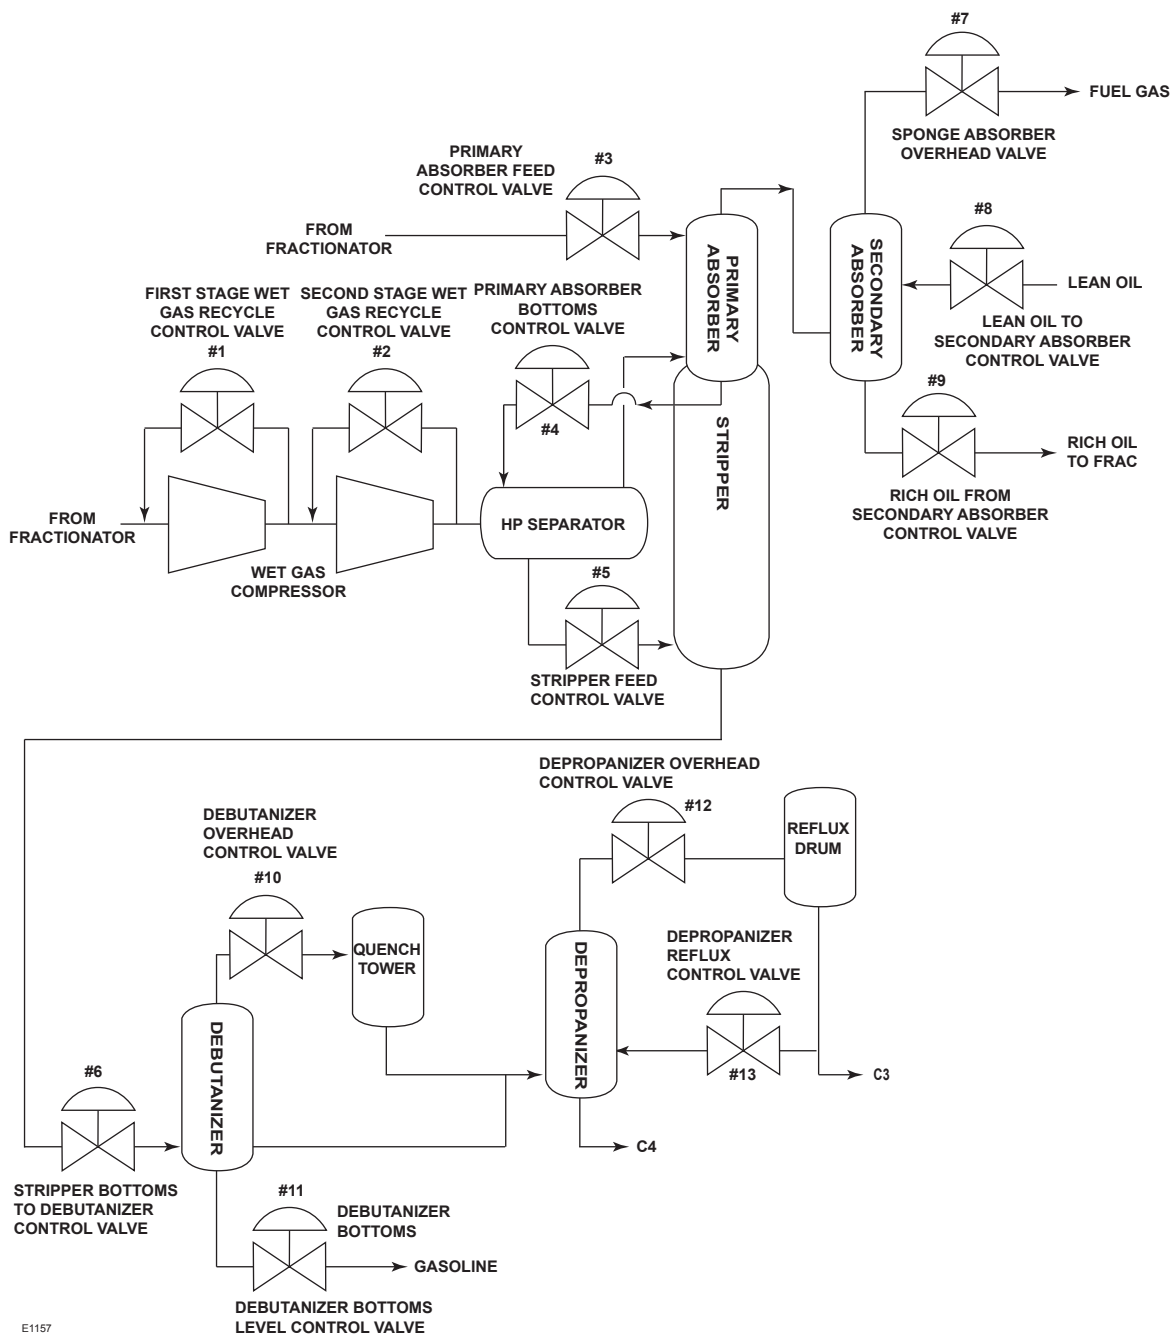 #7
FUEL GAS
SPONGE ABSORBER
OVERHEAD VALVE
PRIMARY
ABSORBER FEED
CONTROL VALVE
#3
FROM
FRACTIONATOR
PRIMARY
ABSORBER
SECONDARY
ABSORBER
#8
LEAN OIL
LEAN OIL TO
SECONDARY ABSORBER
CONTROL VALVE
FIRST STAGE WET
GAS RECYCLE
CONTROL VALVE
#1
SECOND STAGE WET
GAS RECYCLE
CONTROL VALVE
#2
PRIMARY ABSORBER
BOTTOMS
CONTROL VALVE
#4
STRIPPER
#9
RICH OIL
TO FRAC
RICH OIL FROM
SECONDARY ABSORBER
CONTROL VALVE
FROM
FRACTIONATOR
WET GAS
COMPRESSOR
HP SEPARATOR
#5
STRIPPER FEED
CONTROL VALVE
DEPROPANIZER OVERHEAD
CONTROL VALVE
#12
REFLUX
DRUM
DEBUTANIZER
OVERHEAD
CONTROL VALVE
#10
QUENCH
TOWER
DEPROPANIZER
DEPROPANIZER
REFLUX
CONTROL VALVE
#13
C3
C4
DEBUTANIZER
#6
STRIPPER BOTTOMS
TO DEBUTANIZER
CONTROL VALVE
#11
DEBUTANIZER
BOTTOMS
GASOLINE
DEBUTANIZER BOTTOMS
LEVEL CONTROL VALVE
E1157